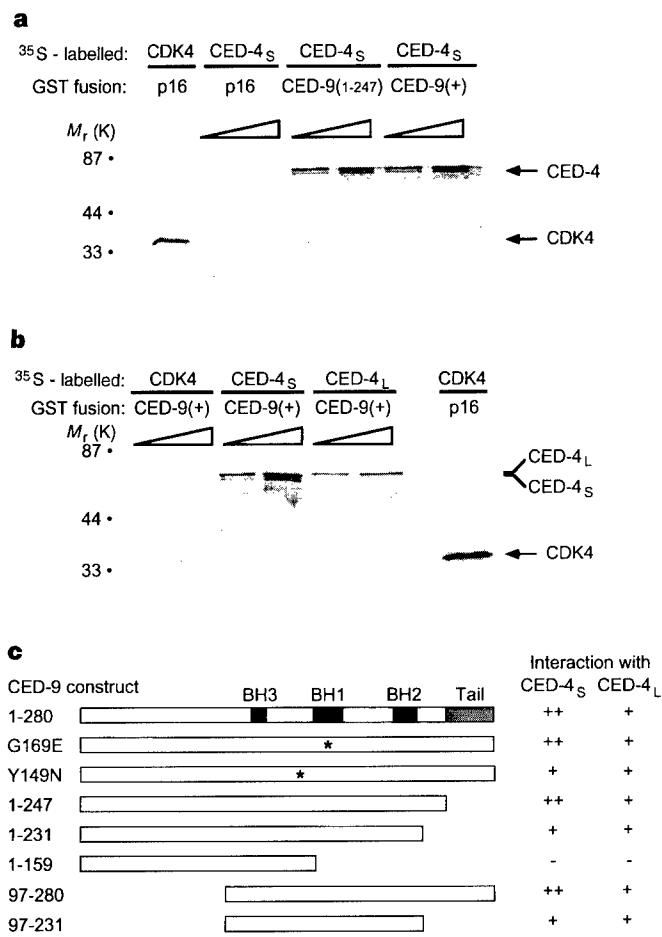 a
35S - labelled: CDK4 CED-4S CED-4S CED-4S
GST fusion: p16 p16 CED-9(1-247) CED-9(+)
Mr (K)
87 •
CED-4
44 •
CDK4
33 •
b
35S - labelled: CDK4 CED-4S CED-4L CDK4
GST fusion: CED-9(+) CED-9(+) CED-9(+) p16
Mr (K)
87 •
CED-4L
CED-4S
44 •
CDK4
33 •
c
Interaction with
CED-9 construct BH3 BH1 BH2 Tail CED-4S CED-4L
1-280 ++ +
G169E * ++ +
Y149N * + +
1-247 ++ +
1-231 + +
1-159 - -
97-280 ++ +
97-231 + +